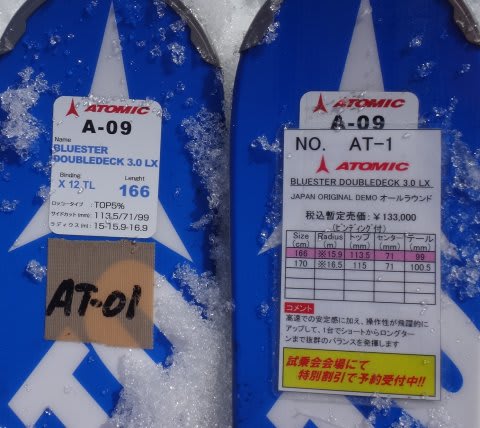 ATOMIC
A-09
Name
BLUESTER
DOUBLEDECK 3.0 LX
Binding
Lenght
X 12 TL
166
ロッカータイプ :TOP5%
サイドカット(mm): 113,5/71/99
ラディウス(m): 15-15.9-16.9
AT-01
ATOMIC
A-09
NO. AT-1
ATOMIC
BLUESTER DOUBLEDECK 3.0 LX
JAPAN ORIGINAL DEMO オールラウンド
税込暫定売価:¥133,000
(ビンディング付)
Size (cm) Radius (m) トップ (mm) センター (mm) テール (mm)
166 ※15.9 113.5 71 99
170 ※16.5 115 71 100.5
コメント
高速での安定感に加え、操作性が飛躍的に
アップして、1台でショートからロングター
ンまで抜群のバランスを発揮します
試乗会会場にて
特別割引で予約受付中!!